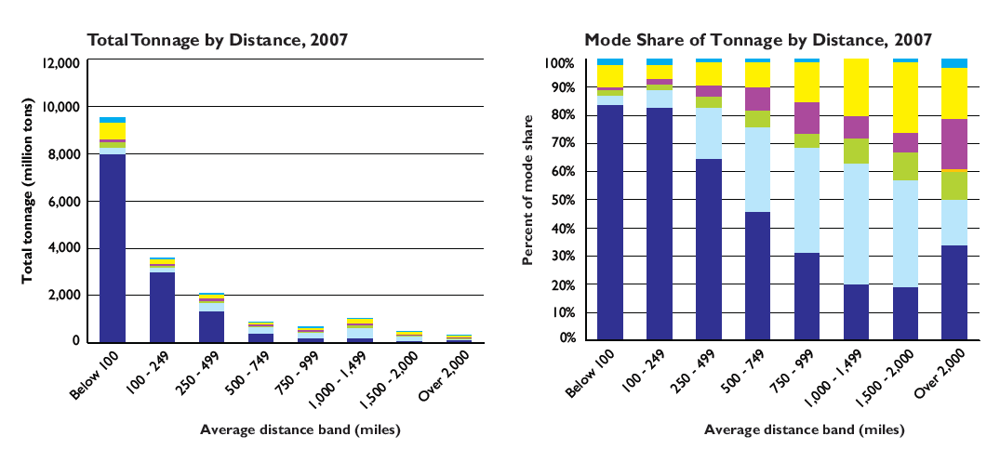 Total Tonnage by Distance, 2007
Total tonnage (million tons)
12,000
10,000
8,000
6,000
4,000
2,000
0
Below 100
100 - 249
250 - 499
500 - 749
750 - 999
1,000 - 1,499
1,500 - 2,000
Over 2,000
Average distance band (miles)
Mode Share of Tonnage by Distance, 2007
Percent of mode share
100%
90%
80%
70%
60%
50%
40%
30%
20%
10%
0%
Below 100
100 - 249
250 - 499
500 - 749
750 - 999
1,000 - 1,499
1,500 - 2,000
Over 2,000
Average distance band (miles)